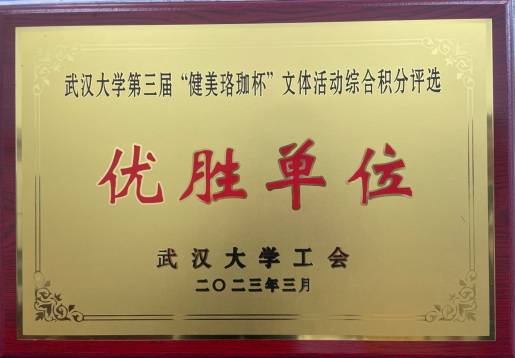 武汉大学第三届“健美珞珈杯”文体活动综合积分评选
优胜单位
武汉大学工会
二〇二三年三月